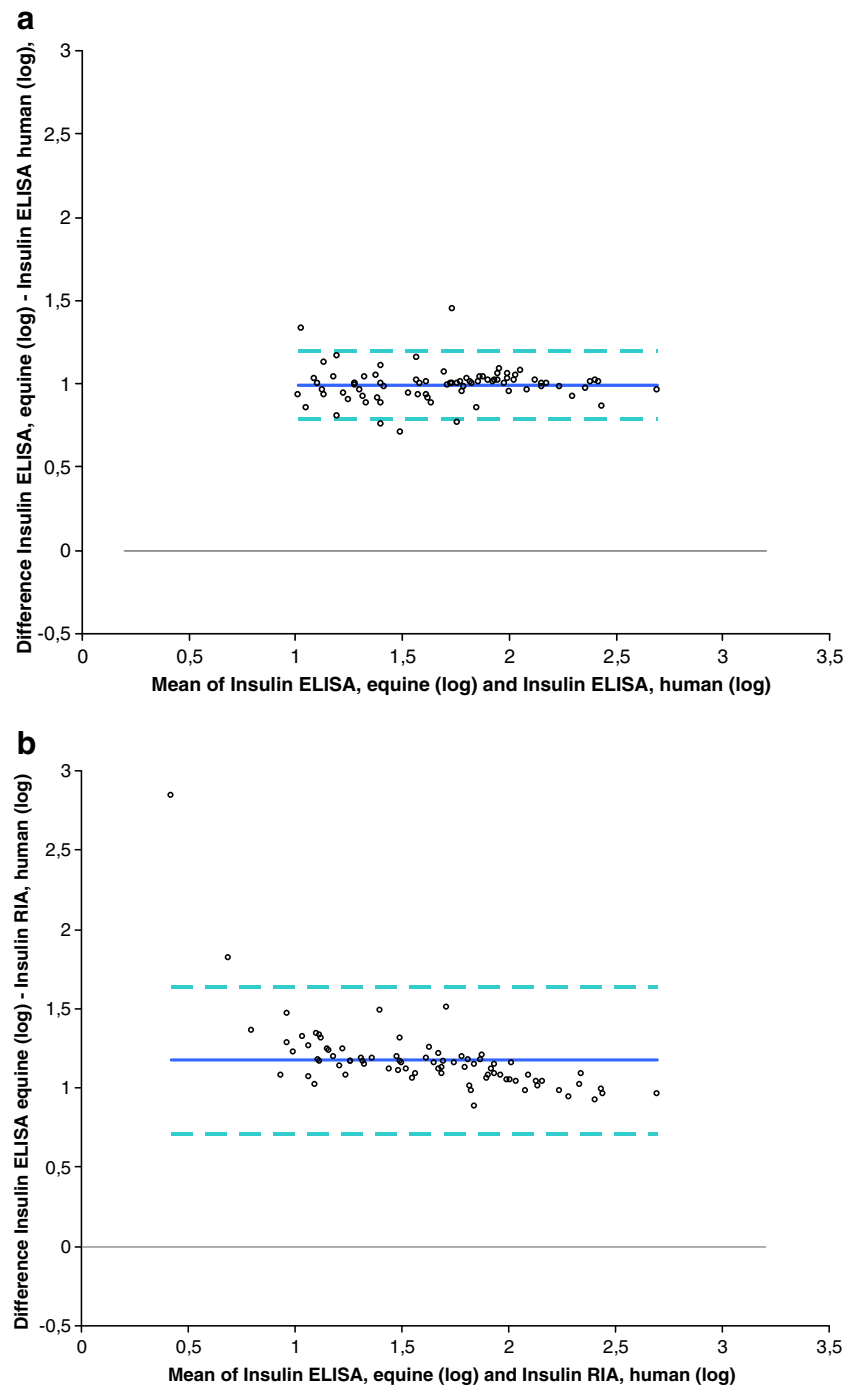 a
Difference Insulin ELISA, equine (log) - Insulin ELISA human (log),
3
2,5
2
1,5
1
0,5
0
-0,5
0 0,5 1 1,5 2 2,5 3 3,5
Mean of Insulin ELISA, equine (log) and Insulin ELISA, human (log)
b
Difference Insulin ELISA equine (log) - Insulin RIA, human (log)
3
2,5
2
1,5
1
0,5
0
-0,5
0 0,5 1 1,5 2 2,5 3 3,5
Mean of Insulin ELISA, equine (log) and Insulin RIA, human (log)